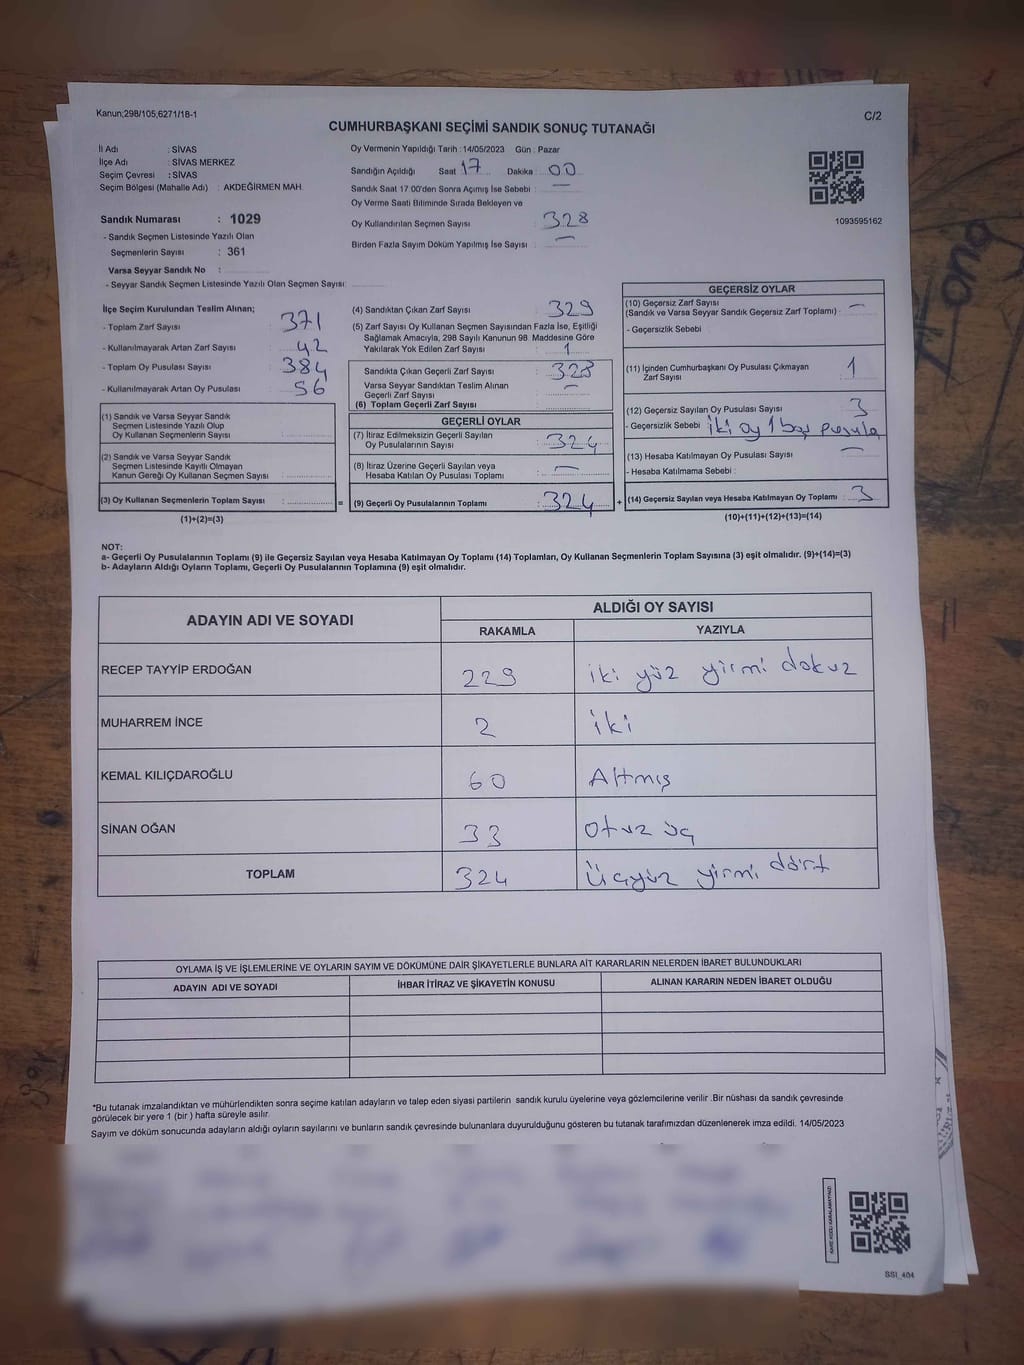 Kanun;298/105,6271/18-1
C/2
CUMHURBAŞKANI SEÇİMİ SANDIK SONUÇ TUTANAĞI
İl Adı : SİVAS
İlçe Adı : SİVAS MERKEZ
Seçim Çevresi : SİVAS
Seçim Bölgesi (Mahalle Adı) : AKDEĞİRMEN MAH.
Sandık Numarası : 1029
- Sandık Seçmen Listesinde Yazılı Olan
Seçmenlerin Sayısı : 361
Varsa Seyyar Sandık No :
- Seyyar Sandık Seçmen Listesinde Yazılı Olan Seçmen Sayısı:
Oy Vermenin Yapıldığı Tarih : 14/05/2023 Gün : Pazar
Sandığın Açıldığı Saat 17 Dakika : 00
Sandık Saat 17.00'den Sonra Açımış İse Sebebi : —
Oy Verme Saati Bitiminde Sırada Bekleyen ve
Oy Kullandırılan Seçmen Sayısı : 328
Birden Fazla Sayım Döküm Yapılmış İse Sayısı : —
1093595162
İlçe Seçim Kurulundan Teslim Alınan;
- Toplam Zarf Sayısı : 371
- Kullanılmayarak Artan Zarf Sayısı : 42
- Toplam Oy Pusulası Sayısı : 384
- Kullanılmayarak Artan Oy Pusulası : 56
(1) Sandık ve Varsa Seyyar Sandık
Seçmen Listesinde Yazılı Olup
Oy Kullanan Seçmenlerin Sayısı :
(2) Sandık ve Varsa Seyyar Sandık
Seçmen Listesinde Kayıtlı Olmayan
Kanun Gereği Oy Kullanan Seçmen Sayısı :
(3) Oy Kullanan Seçmenlerin Toplam Sayısı : =
(1)+(2)=(3)
(4) Sandıktan Çıkan Zarf Sayısı : 329
(5) Zarf Sayısı Oy Kullanan Seçmen Sayısından Fazla İse, Eşitliği
Sağlamak Amacıyla, 298 Sayılı Kanunun 98. Maddesine Göre
Yakılarak Yok Edilen Zarf Sayısı : 1
Sandıkta Çıkan Geçerli Zarf Sayısı : 328
Varsa Seyyar Sandıktan Teslim Alınan
Geçerli Zarf Sayısı : —
(6) Toplam Geçerli Zarf Sayısı :
GEÇERLİ OYLAR
(7) İtiraz Edilmeksizin Geçerli Sayılan
Oy Pusulalarının Sayısı : 324
(8) İtiraz Üzerine Geçerli Sayılan veya
Hesaba Katılan Oy Pusulası Toplamı : —
(9) Geçerli Oy Pusulalarının Toplamı : 324 +
GEÇERSİZ OYLAR
(10) Geçersiz Zarf Sayısı
(Sandık ve Varsa Seyyar Sandık Geçersiz Zarf Toplamı) : —
- Geçersizlik Sebebi :
(11) İçinden Cumhurbaşkanı Oy Pusulası Çıkmayan
Zarf Sayısı : 1
(12) Geçersiz Sayılan Oy Pusulası Sayısı : 3
- Geçersizlik Sebebi : iki oy 1 boş pusula
(13) Hesaba Katılmayan Oy Pusulası Sayısı : —
- Hesaba Katılmama Sebebi :
(14) Geçersiz Sayılan veya Hesaba Katılmayan Oy Toplamı : 3
(10)+(11)+(12)+(13)=(14)
NOT:
a- Geçerli Oy Pusulalarının Toplamı (9) ile Geçersiz Sayılan veya Hesaba Katılmayan Oy Toplamı (14) Toplamları, Oy Kullanan Seçmenlerin Toplam Sayısına (3) eşit olmalıdır. (9)+(14)=(3)
b- Adayların Aldığı Oyların Toplamı, Geçerli Oy Pusulalarının Toplamına (9) eşit olmalıdır.
ADAYIN ADI VE SOYADI
ALDIĞI OY SAYISI
RAKAMLA YAZIYLA
RECEP TAYYİP ERDOĞAN 229 iki yüz yirmi dokuz
MUHARREM İNCE 2 iki
KEMAL KILIÇDAROĞLU 60 Altmış
SİNAN OĞAN 33 Otuz üç
TOPLAM 324 Üçyüz yirmi dört
OYLAMA İŞ VE İŞLEMLERİNE VE OYLARIN SAYIM VE DÖKÜMÜNE DAİR ŞİKAYETLERLE BUNLARA AİT KARARLARIN NELERDEN İBARET BULUNDUKLARI
ADAYIN ADI VE SOYADI İHBAR İTİRAZ VE ŞİKAYETİN KONUSU ALINAN KARARIN NEDEN İBARET OLDUĞU
*Bu tutanak imzalandıktan ve mühürlendikten sonra seçime katılan adayların ve talep eden siyasi partilerin sandık kurulu üyelerine veya gözlemcilerine verilir .Bir nüshası da sandık çevresinde
görülecek bir yere 1 (bir ) hafta süreyle asılır.
Sayım ve döküm sonucunda adayların aldığı oyların sayılarını ve bunların sandık çevresinde bulunanlara duyurulduğunu gösteren bu tutanak tarafımızdan düzenlenerek imza edildi. 14/05/2023
KARE KODU KARALAMAYINIZ!
SSI_404